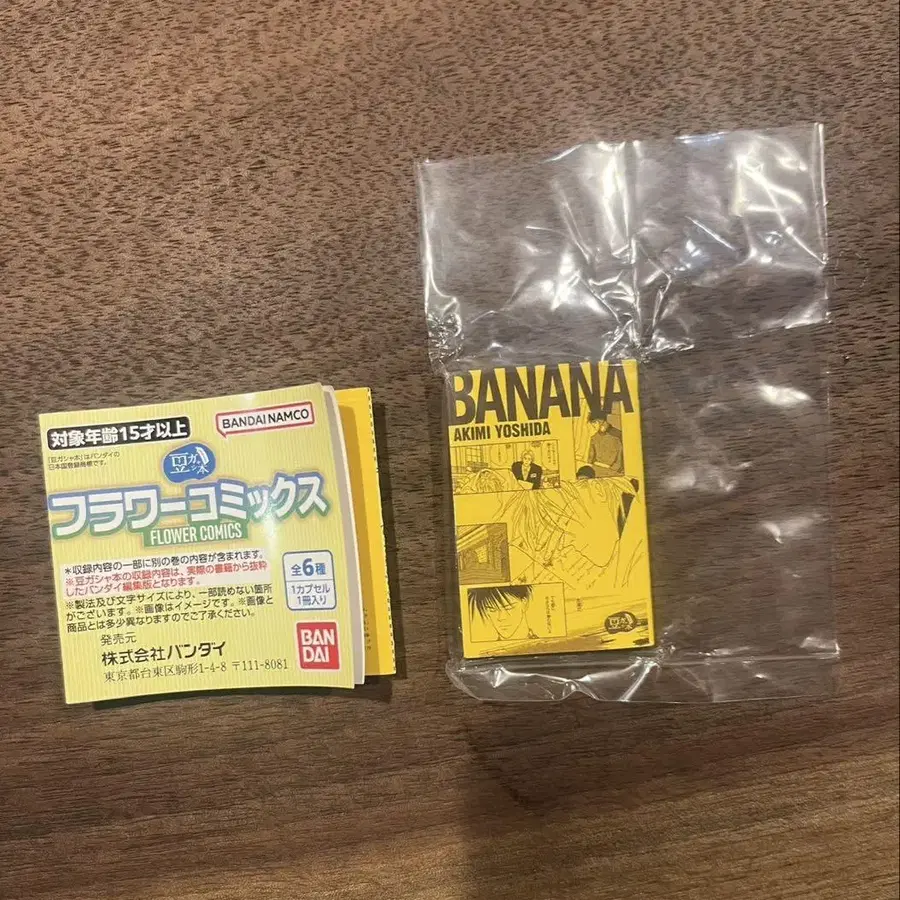 対象年齢15才以上
BANDAI NAMCO
「豆ガシャ本」はバンダイの
日本国登録商標です。
豆ガシャ本
フラワーコミックス
FLOWER COMICS
*収録内容の一部に別の巻の内容が含まれます。
※豆ガシャ本の収録内容は、実際の書籍から抜粋
したバンダイ編集版となります。
※製法及び文字サイズにより、一部読めない箇所
がございます。※画像はイメージです。※画像と
商品とは多少異なりますのでご了承ください。
全6種
1カプセル
1冊入り
発売元
株式会社バンダイ
東京都台東区駒形1-4-8 〒111-8081
BAN
DAI
BANANA
AKIMI YOSHIDA
豆ガシャ本